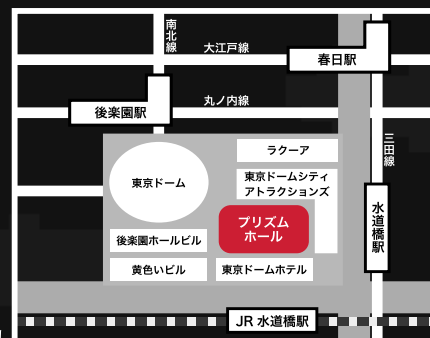 南北線
大江戸線
春日駅
丸ノ内線
後楽園駅
三田線
ラクーア
東京ドーム
東京ドームシティ
アトラクションズ
水道橋駅
プリズム
ホール
後楽園ホールビル
黄色いビル
東京ドームホテル
JR 水道橋駅